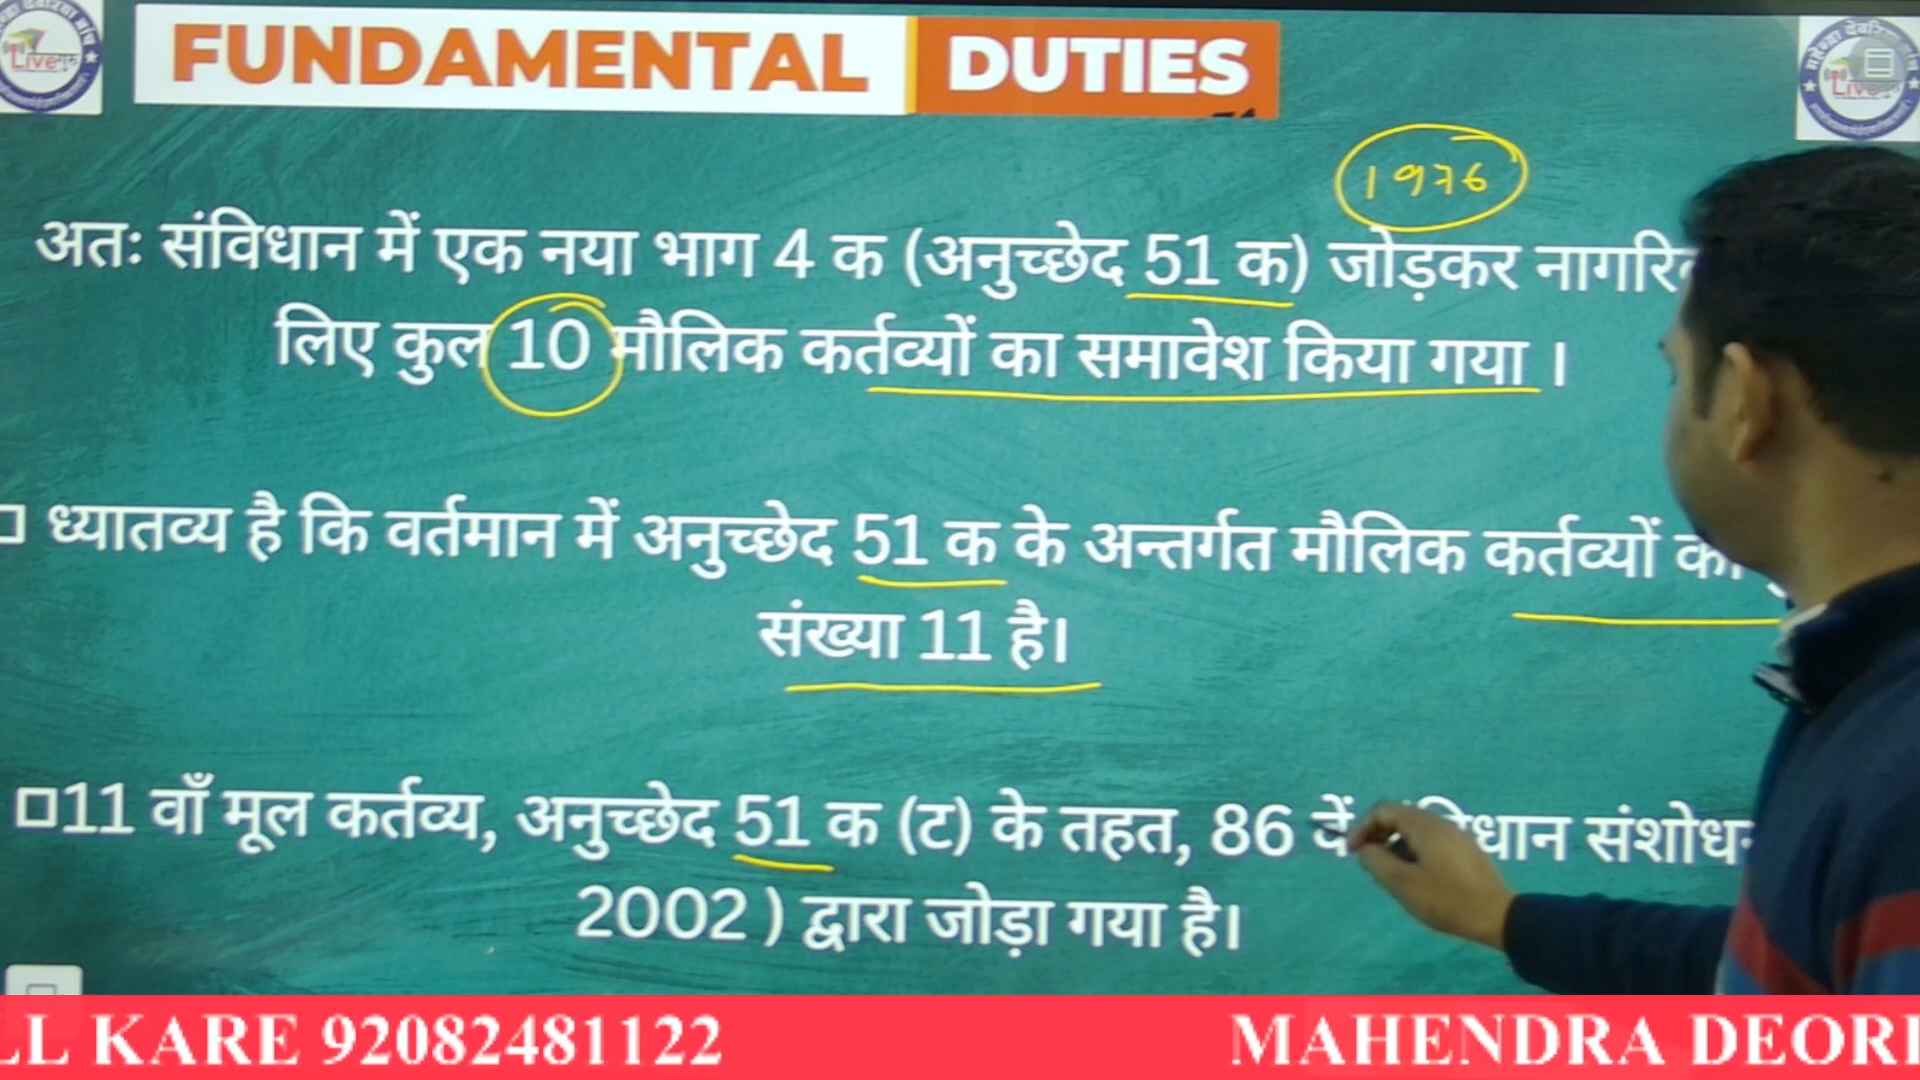 FUNDAMENTAL DUTIES
1976
अतः संविधान में एक नया भाग 4 क (अनुच्छेद 51 क) जोड़कर
लिए कुल 10 मौलिक कर्तव्यों का समावेश किया गया ।
ध्यातव्य है कि वर्तमान में अनुच्छेद 51 क के अन्तर्गत मौलिक कर्तव्यों
संख्या 11 है।
11 वाँ मूल कर्तव्य, अनुच्छेद 51 क (ट) के तहत, 86 वें
2002 ) द्वारा जोड़ा गया है।
LL KARE 92082481122 MAHENDRA DEORI